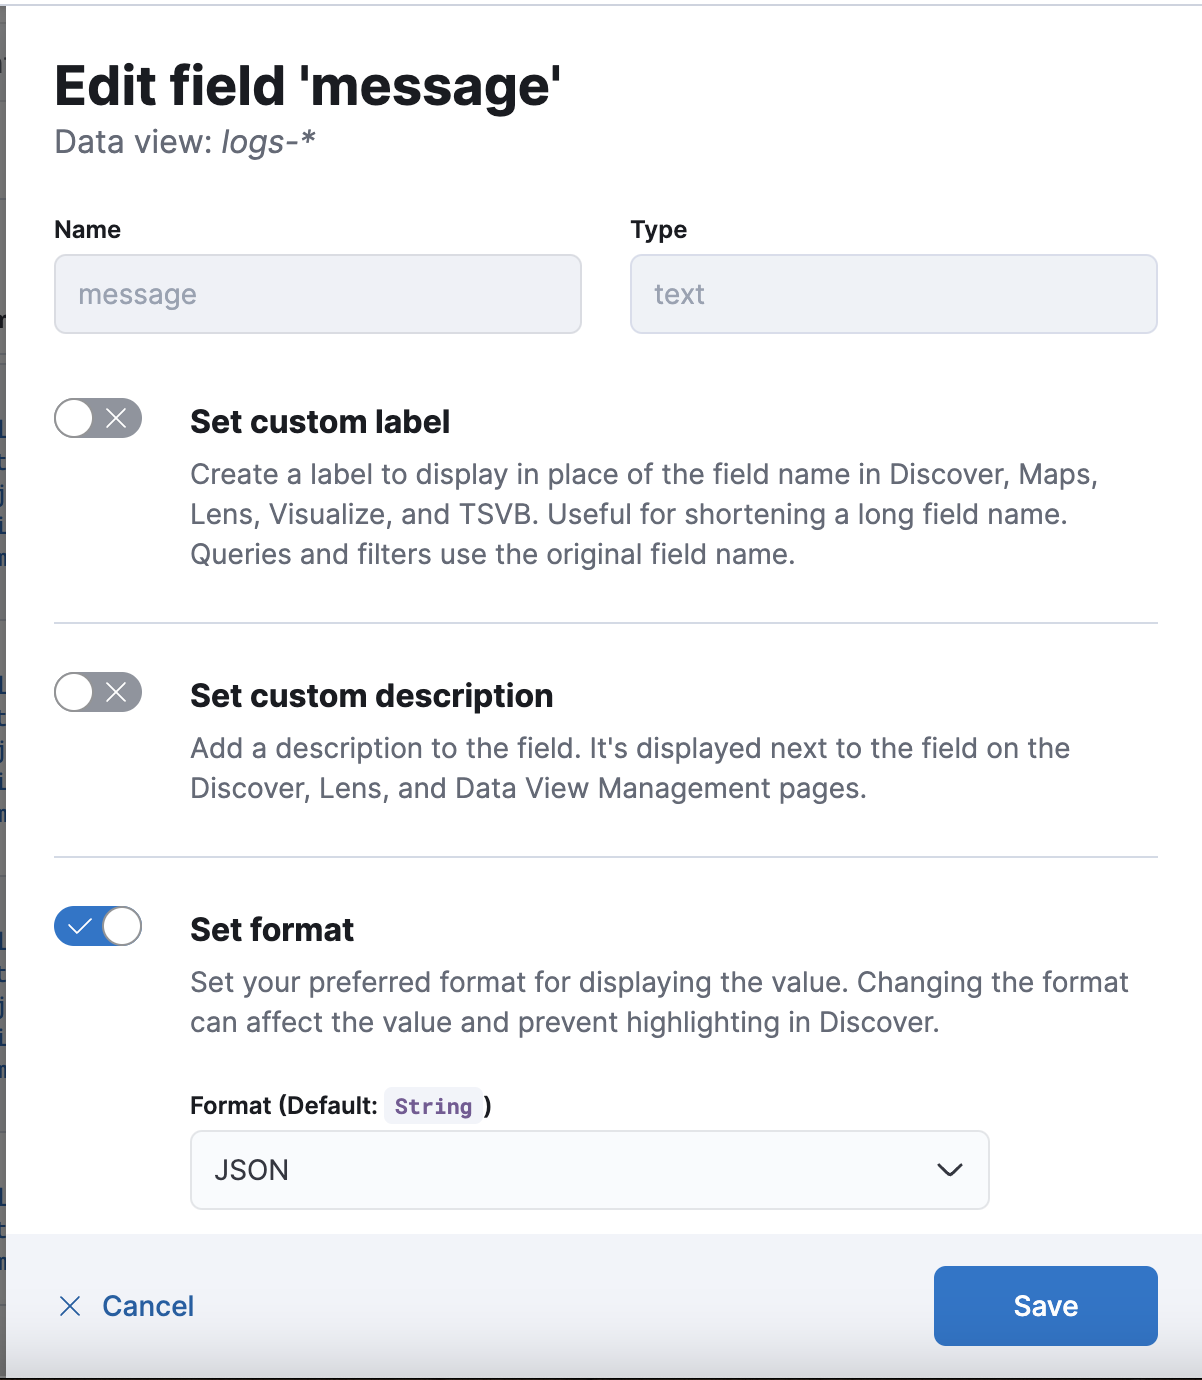 Edit field 'message'
Data view: logs-*
Name
Type
message
text
Set custom label
Create a label to display in place of the field name in Discover, Maps,
Lens, Visualize, and TSVB. Useful for shortening a long field name.
Queries and filters use the original field name.
Set custom description
Add a description to the field. It's displayed next to the field on the
Discover, Lens, and Data View Management pages.
Set format
Set your preferred format for displaying the value. Changing the format
can affect the value and prevent highlighting in Discover.
Format (Default: String)
JSON
Cancel
Save